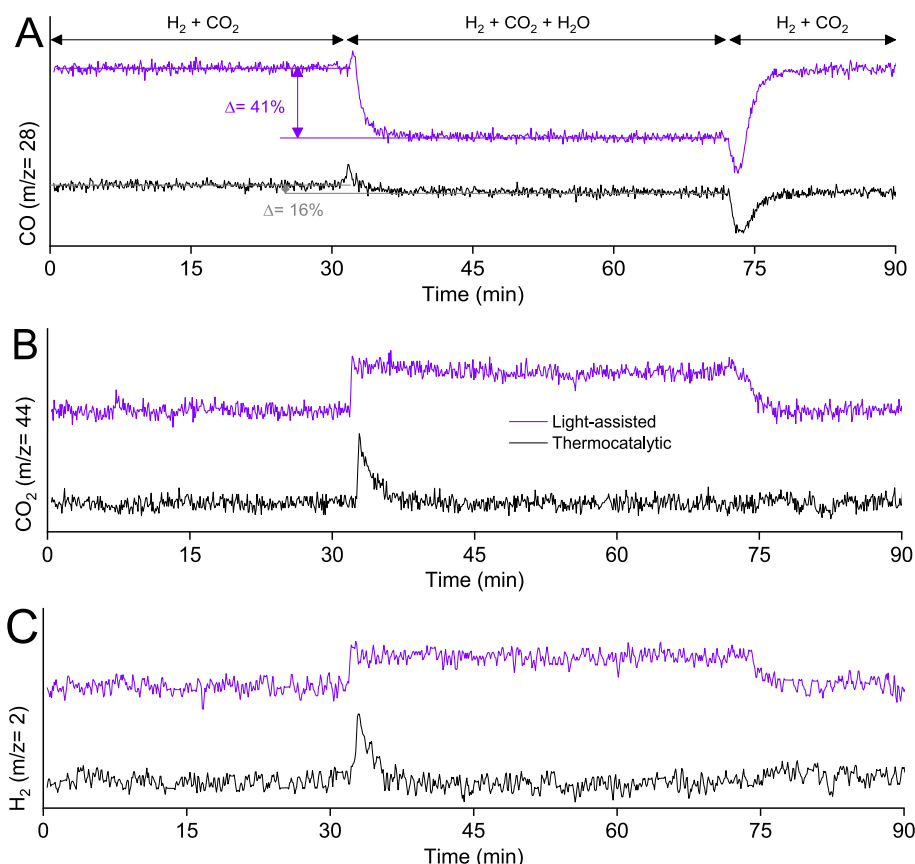 A
H₂ + CO₂
H₂ + CO₂ + H₂O
H₂ + CO₂
Δ= 41%
Δ= 16%
CO (m/z= 28)
0 15 30 45 60 75 90
Time (min)
B
CO₂ (m/z= 44)
Light-assisted
Thermocatalytic
0 15 30 45 60 75 90
Time (min)
C
H₂ (m/z= 2)
0 15 30 45 60 75 90
Time (min)